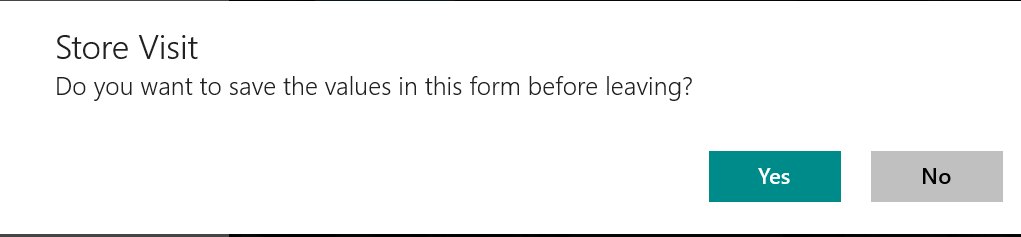 Store Visit
Do you want to save the values in this form before leaving?
Yes
No